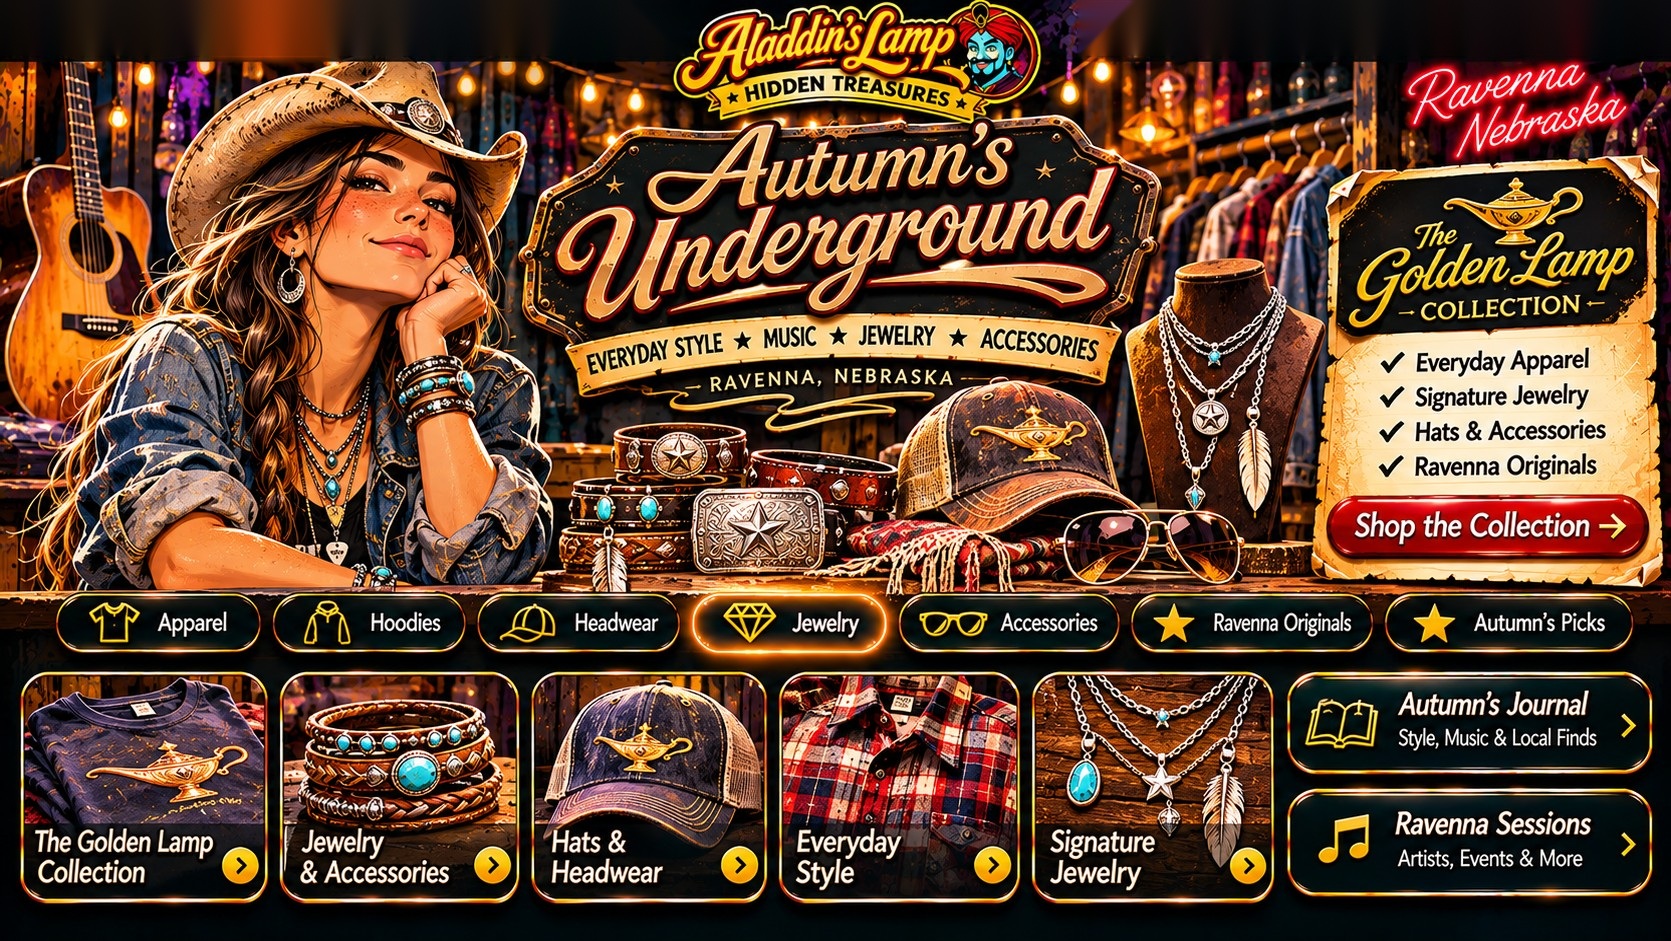 Aladdin's Lamp
★ HIDDEN TREASURES ★
Ravenna
Nebraska
Autumn's
Underground
EVERYDAY STYLE ★ MUSIC ★ JEWELRY ★ ACCESSORIES
RAVENNA, NEBRASKA
The
Golden Lamp
COLLECTION
✓ Everyday Apparel
✓ Signature Jewelry
✓ Hats & Accessories
✓ Ravenna Originals
Shop the Collection →
Apparel
Hoodies
Headwear
Jewelry
Accessories
Ravenna Originals
Autumn's Picks
The Golden Lamp
Collection
Jewelry
& Accessories
Hats &
Headwear
Everyday
Style
Signature
Jewelry
Autumn's Journal
Style, Music & Local Finds
Ravenna Sessions
Artists, Events & More